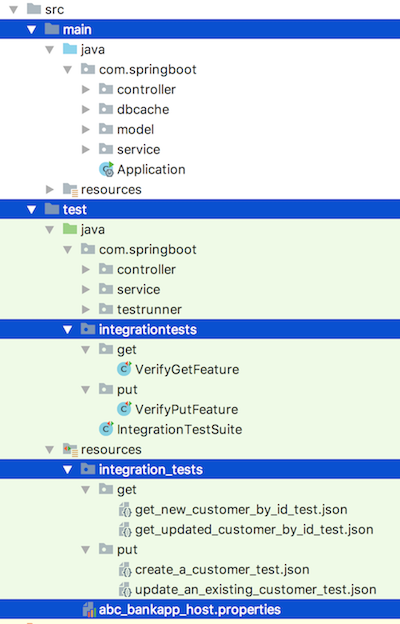 src
main
java
com.springboot
controller
dbcache
model
service
Application
resources
test
java
com.springboot
controller
service
testrunner
integrationtests
get
VerifyGetFeature
put
VerifyPutFeature
IntegrationTestSuite
resources
integration_tests
get
get_new_customer_by_id_test.json
get_updated_customer_by_id_test.json
put
create_a_customer_test.json
update_an_existing_customer_test.json
abc_bankapp_host.properties